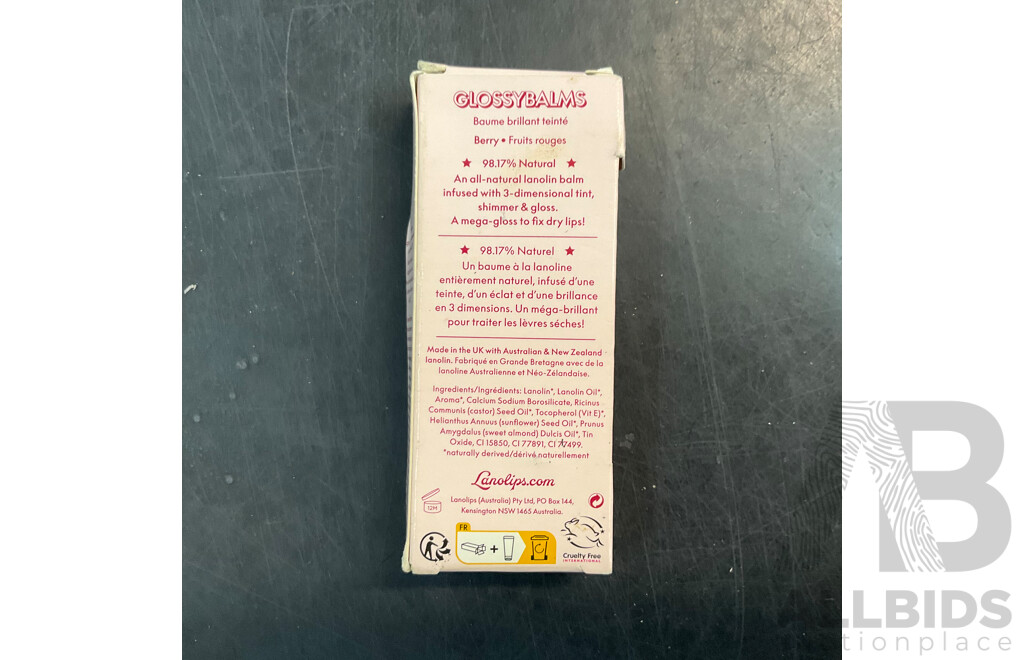 GLOSSYBALMS
Baume brillant teinté
Berry • Fruits rouges
★ 98.17% Natural ★
An all-natural lanolin balm
infused with 3-dimensional tint,
shimmer & gloss.
A mega-gloss to fix dry lips!
★ 98.17% Naturel ★
Un baume à la lanoline
entièrement naturel, infusé d'une
teinte, d'un éclat et d'une brillance
en 3 dimensions. Un méga-brillant
pour traiter les lèvres séches!
Made in the UK with Australian & New Zealand
lanolin. Fabriqué en Grande Bretagne avec de la
lanoline Australienne et Néo-Zélandaise.
Ingredients/Ingrédients: Lanolin*, Lanolin Oil*,
Aroma*, Calcium Sodium Borosilicate, Ricinus
Communis (castor) Seed Oil*, Tocopherol (Vit E)*,
Helianthus Annuus (sunflower) Seed Oil*, Prunus
Amygdalus (sweet almond) Dulcis Oil*, Tin
Oxide, CI 15850, CI 77891, CI 77499.
*naturally derived/dérivé naturellement
Lanolips.com
Lanolips (Australia) Pty Ltd, PO Box 144,
Kensington NSW 1465 Australia.
12M
FR
+
Cruelty Free
INTERNATIONAL
AB
LLBIDS
ctionplace